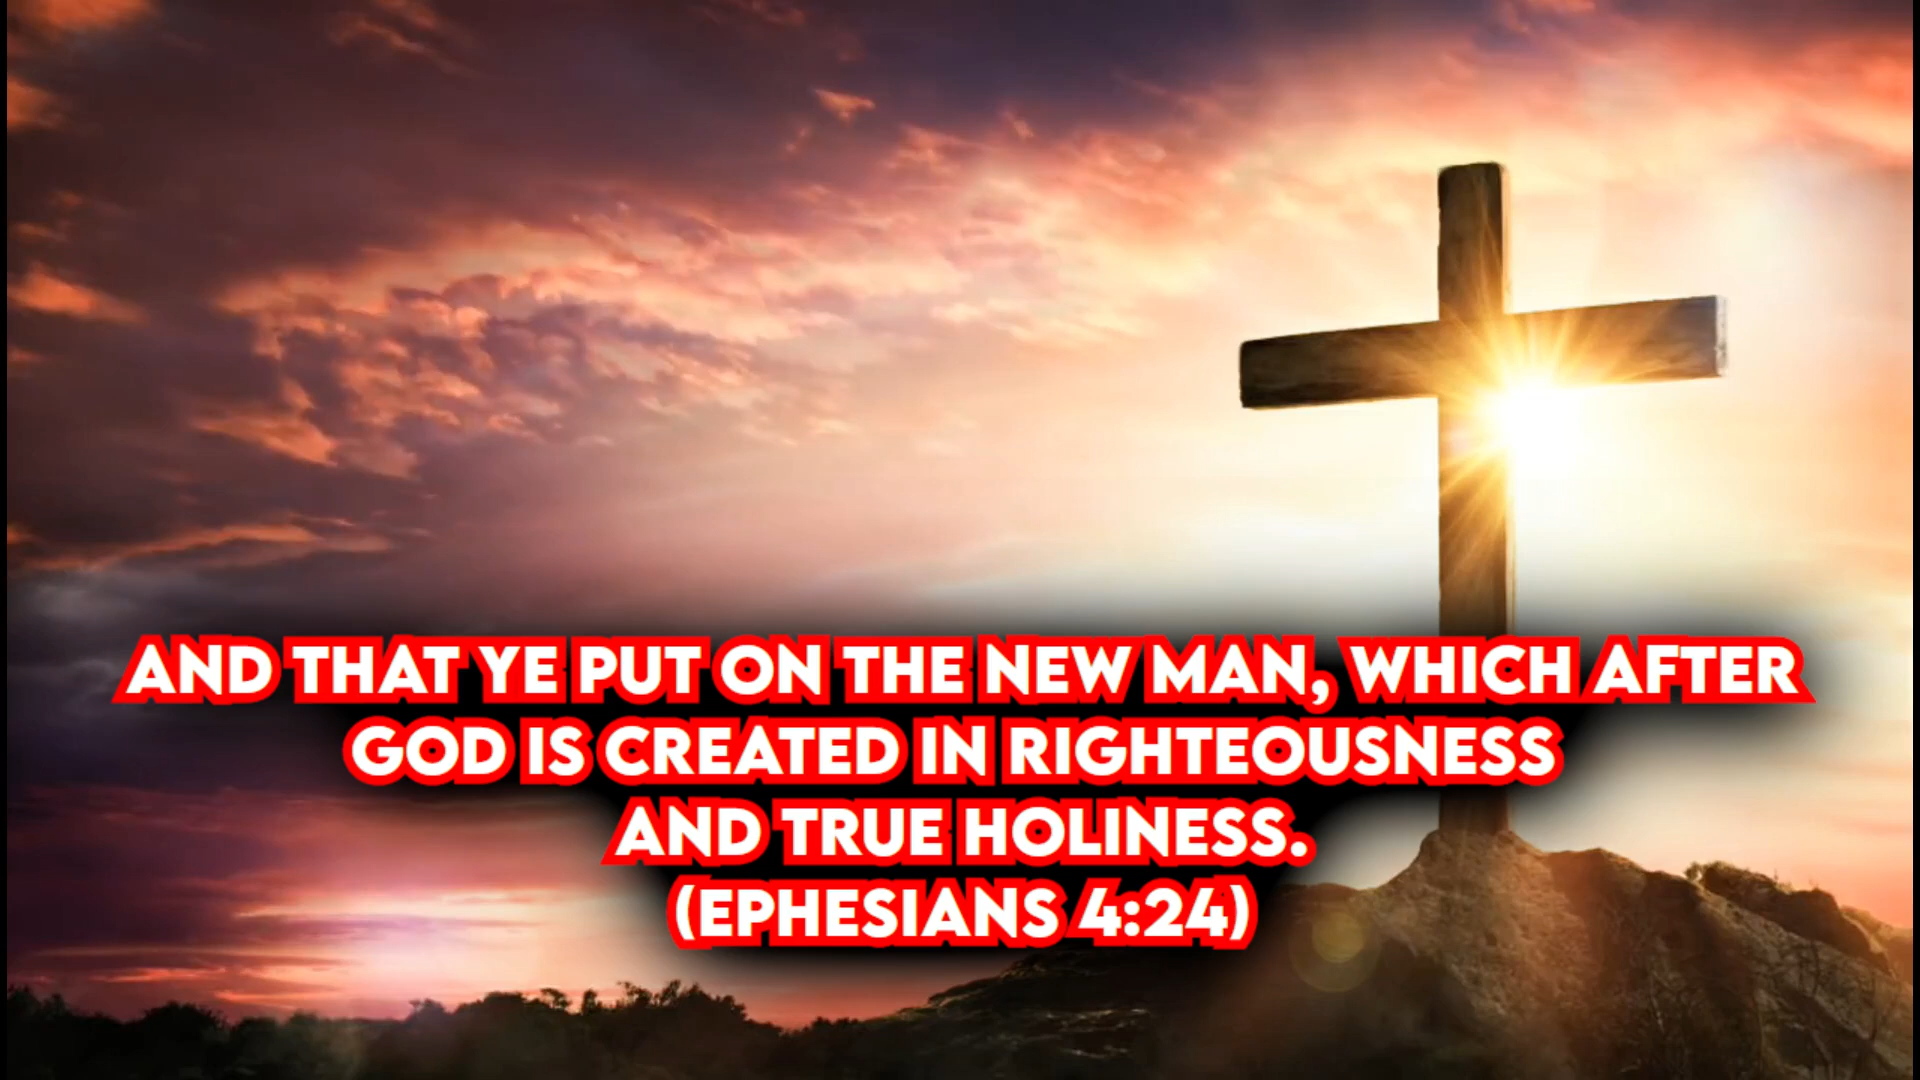 AND THAT YE PUT ON THE NEW MAN, WHICH AFTER
GOD IS CREATED IN RIGHTEOUSNESS
AND TRUE HOLINESS.
(EPHESIANS 4:24)